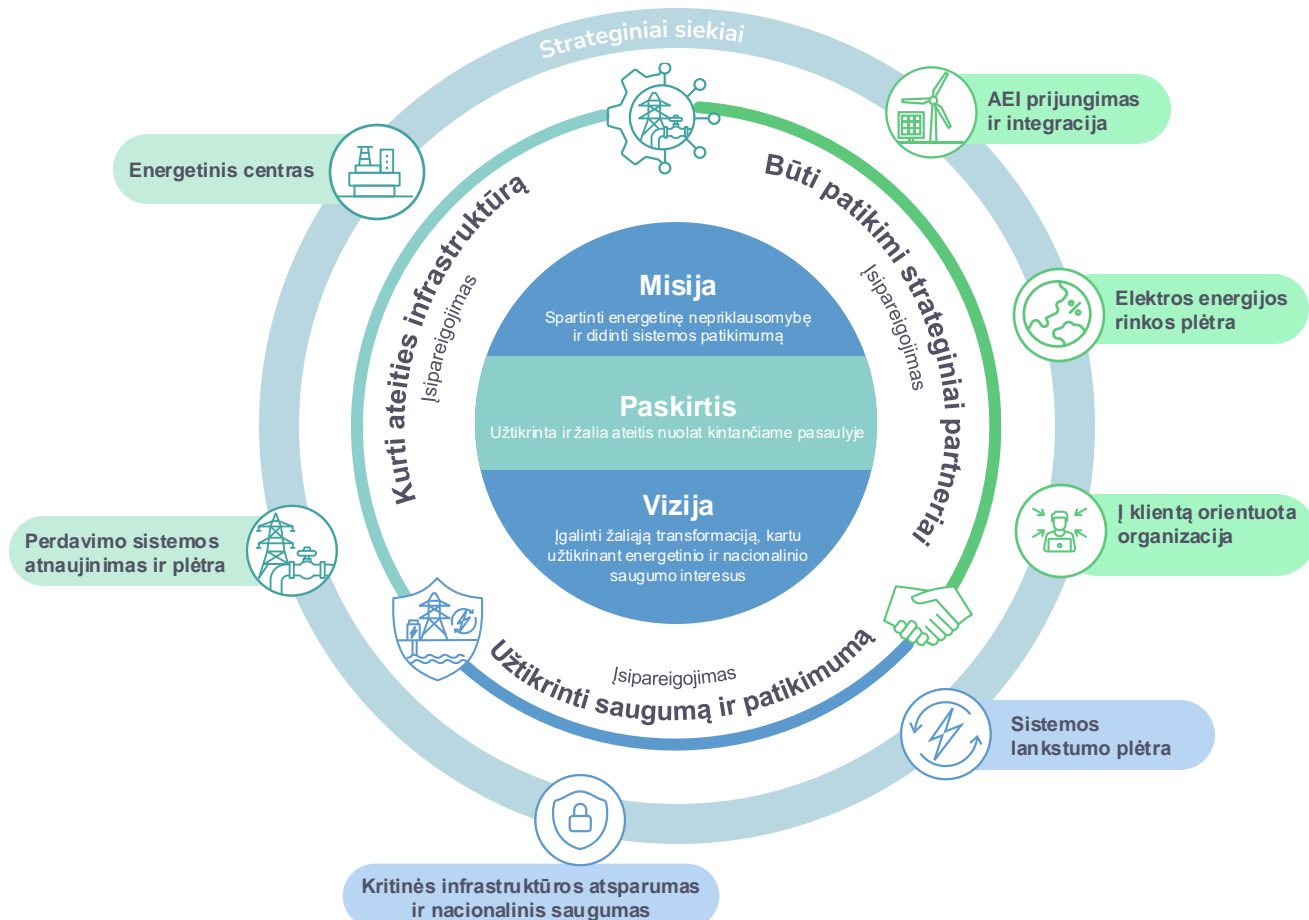 Strateginiai siekiai
AEI prijungimas
ir integracija
Energetinis centras
Kurti ateities infrastruktūrą
Įsipareigojimas
Būti patikimi strateginiai partneriai
Įsipareigojimas
Misija
Spartinti energetinę nepriklausomybę
ir didinti sistemos patikimumą
Elektros energijos
rinkos plėtra
Paskirtis
Užtikrinta ir žalia ateitis nuolat kintančiame pasaulyje
Vizija
Įgalinti žaliąją transformaciją, kartu
užtikrinant energetinio ir nacionalinio
saugumo interesus
Į klientą orientuota
organizacija
Perdavimo sistemos
atnaujinimas ir plėtra
Įsipareigojimas
Užtikrinti saugumą ir patikimumą
Sistemos
lankstumo plėtra
Kritinės infrastruktūros atsparumas
ir nacionalinis saugumas
%